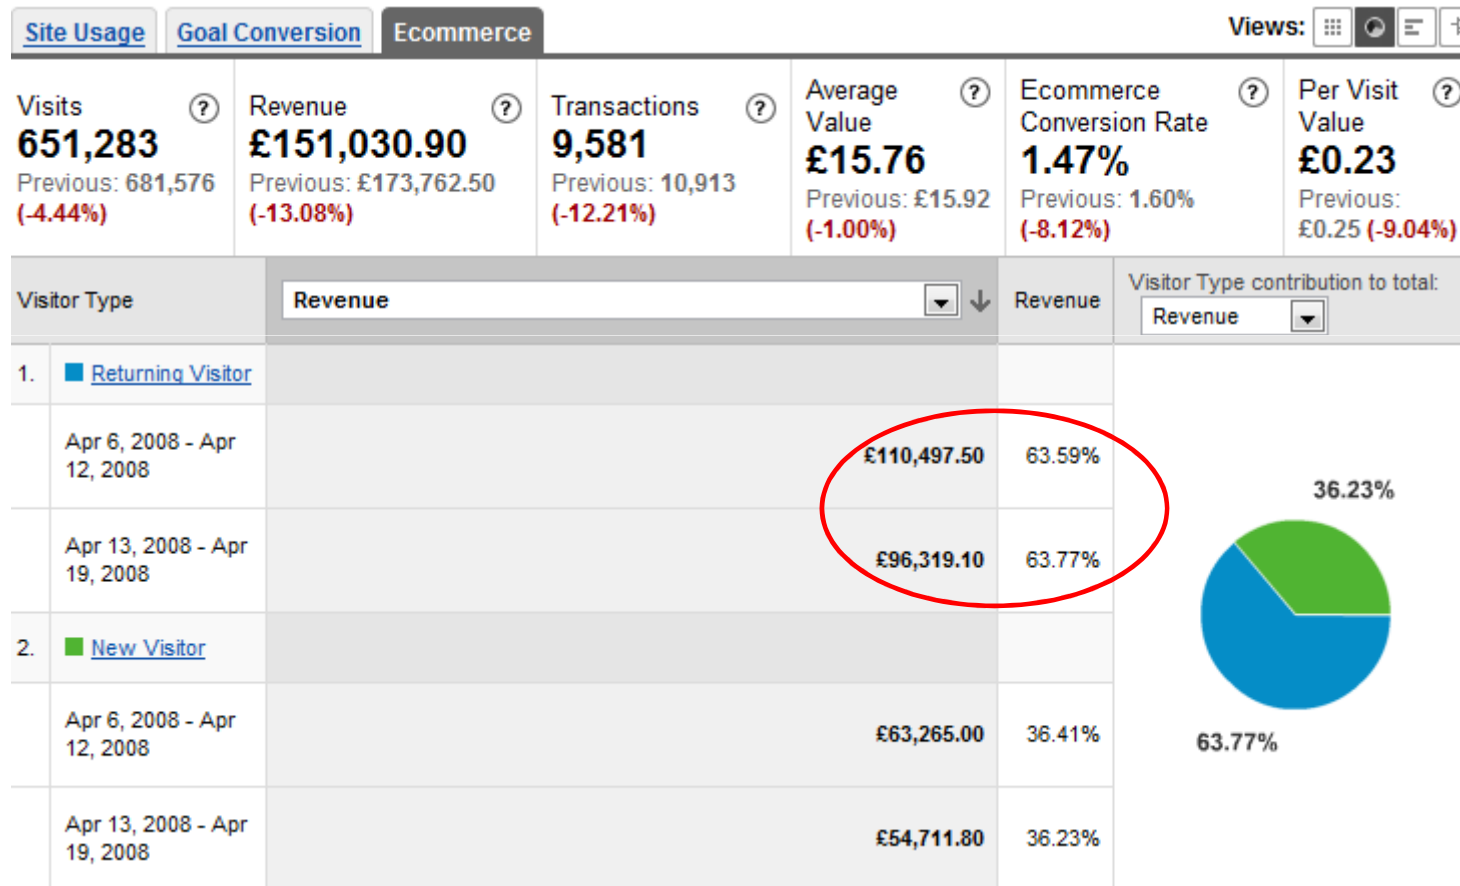 Site Usage Goal Conversion Ecommerce Views:
Visits ? Revenue ? Transactions ? Average Value ? Ecommerce Conversion Rate ? Per Visit Value ?
651,283 £151,030.90 9,581 £15.76 1.47% £0.23
Previous: 681,576 Previous: £173,762.50 Previous: 10,913 Previous: £15.92 Previous: 1.60% Previous: £0.25 (-9.04%)
(-4.44%) (-13.08%) (-12.21%) (-1.00%) (-8.12%)
Visitor Type Revenue Revenue Visitor Type contribution to total:
Revenue
1. Returning Visitor
Apr 6, 2008 - Apr
12, 2008 £110,497.50 63.59%
Apr 13, 2008 - Apr
19, 2008 £96,319.10 63.77%
36.23%
63.77%
2. New Visitor
Apr 6, 2008 - Apr
12, 2008 £63,265.00 36.41%
Apr 13, 2008 - Apr
19, 2008 £54,711.80 36.23%